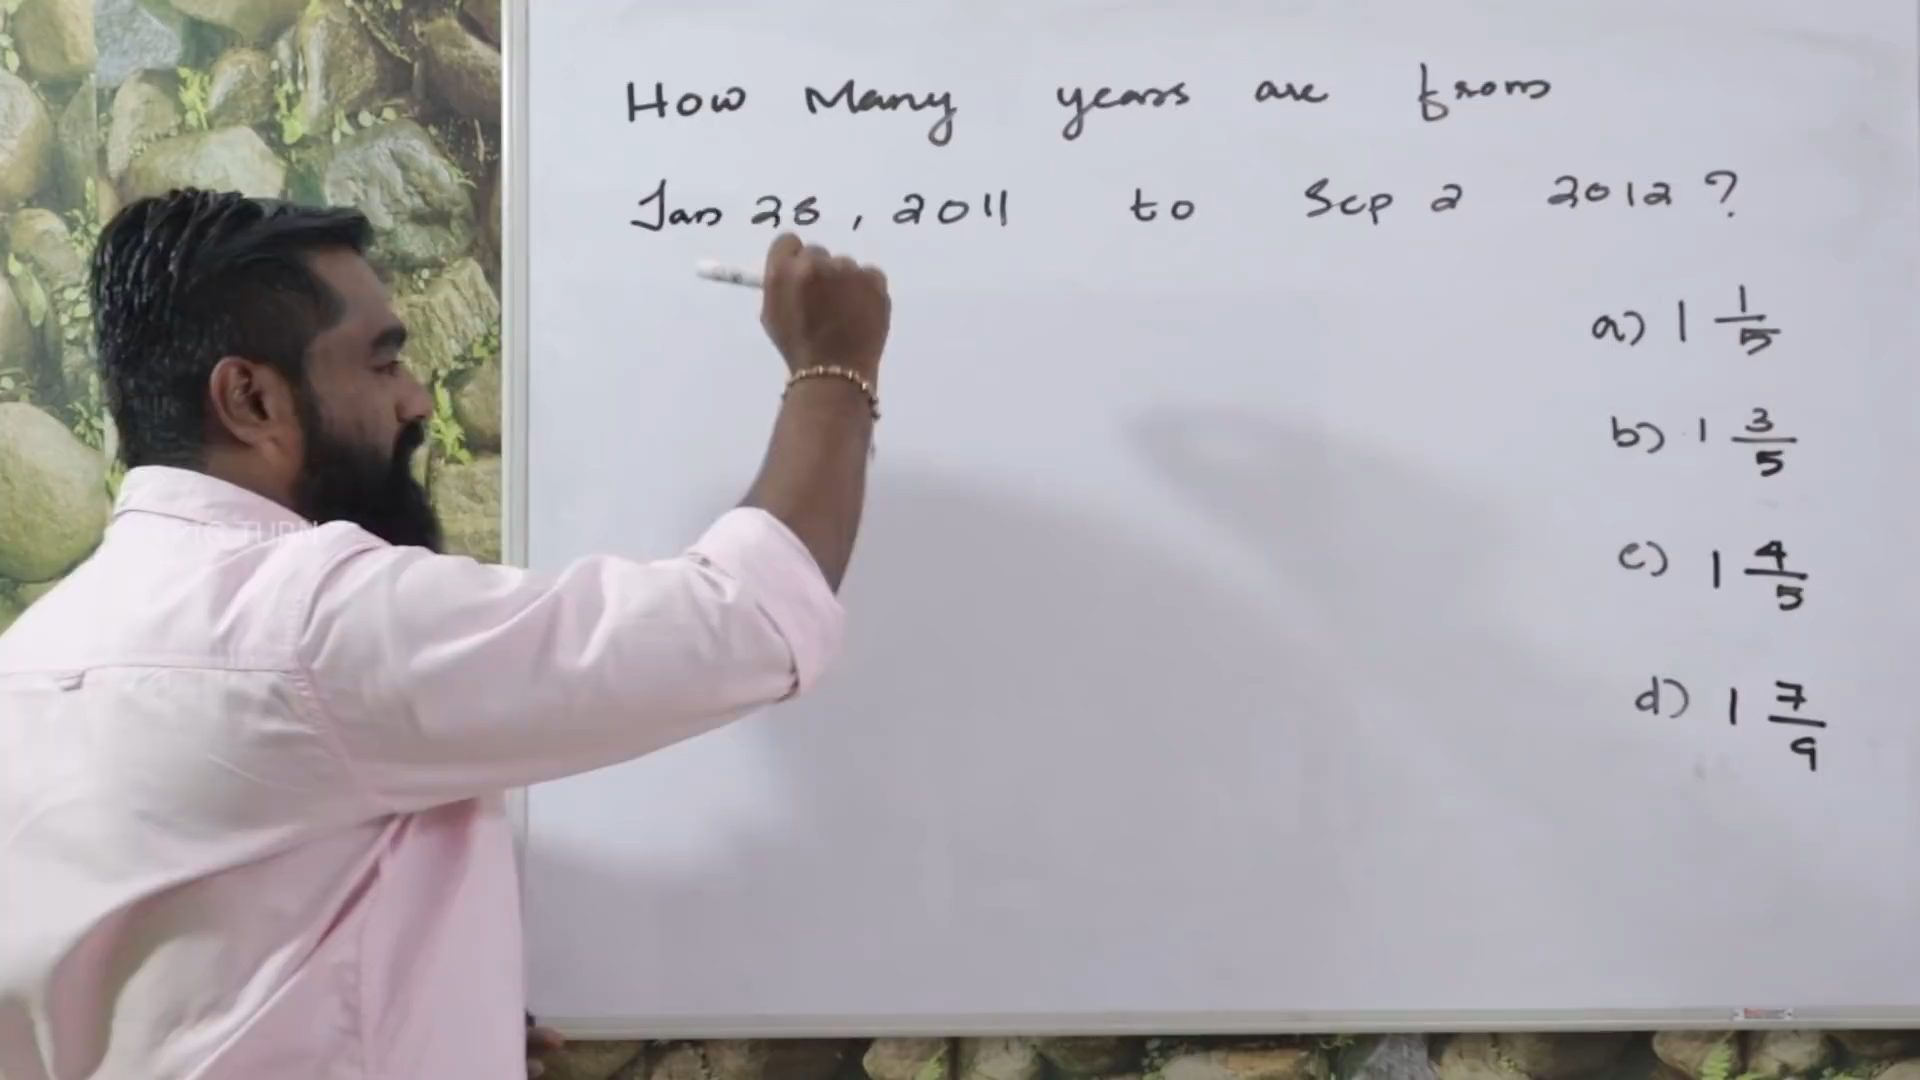 How Many years are from
Jan 26, 2011 to Sep 2 2012?
a) 1 1/5
b) 1 3/5
c) 1 4/5
d) 1 7/9